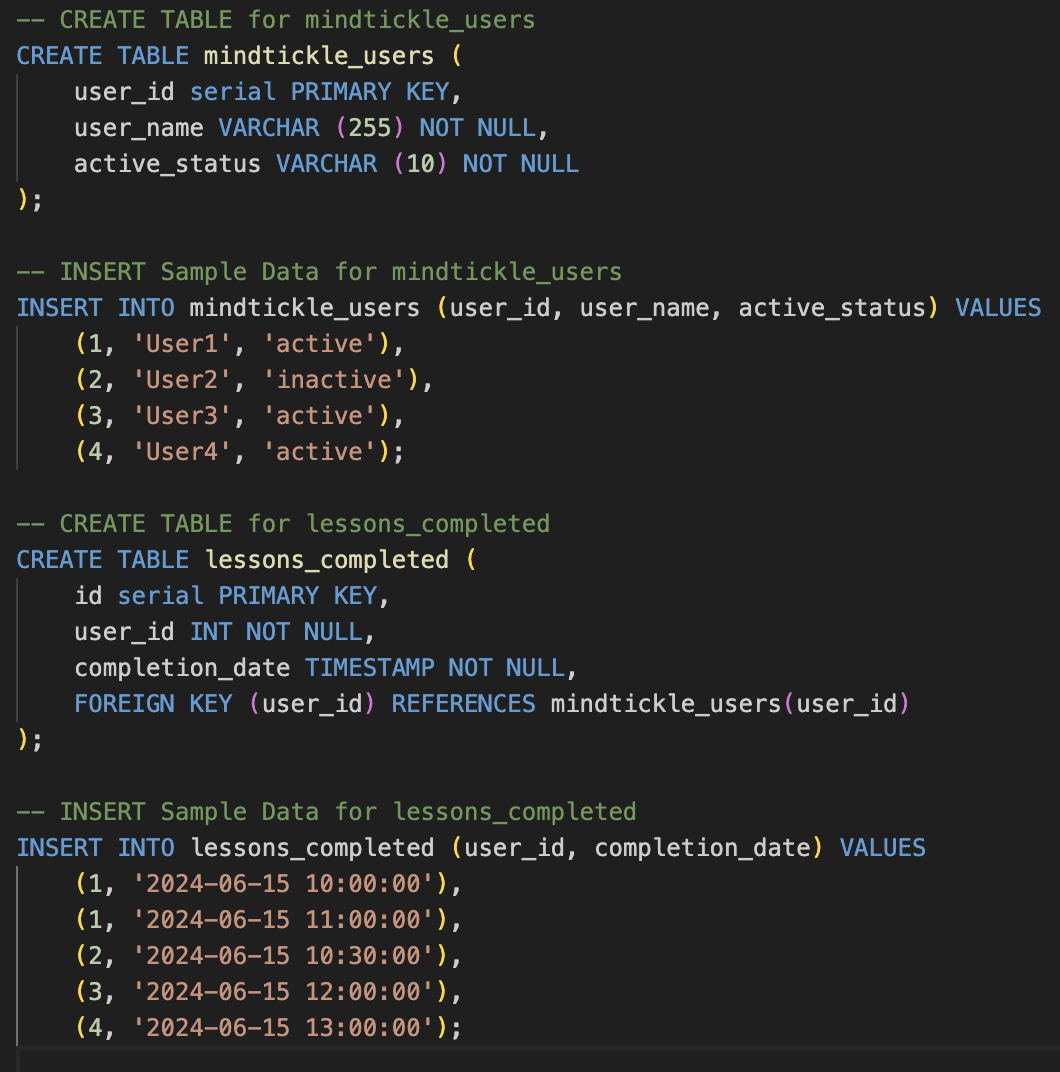 -- CREATE TABLE for mindtickle_users
CREATE TABLE mindtickle_users (
    user_id serial PRIMARY KEY,
    user_name VARCHAR (255) NOT NULL,
    active_status VARCHAR (10) NOT NULL
);

-- INSERT Sample Data for mindtickle_users
INSERT INTO mindtickle_users (user_id, user_name, active_status) VALUES
    (1, 'User1', 'active'),
    (2, 'User2', 'inactive'),
    (3, 'User3', 'active'),
    (4, 'User4', 'active');

-- CREATE TABLE for lessons_completed
CREATE TABLE lessons_completed (
    id serial PRIMARY KEY,
    user_id INT NOT NULL,
    completion_date TIMESTAMP NOT NULL,
    FOREIGN KEY (user_id) REFERENCES mindtickle_users(user_id)
);

-- INSERT Sample Data for lessons_completed
INSERT INTO lessons_completed (user_id, completion_date) VALUES
    (1, '2024-06-15 10:00:00'),
    (1, '2024-06-15 11:00:00'),
    (2, '2024-06-15 10:30:00'),
    (3, '2024-06-15 12:00:00'),
    (4, '2024-06-15 13:00:00');